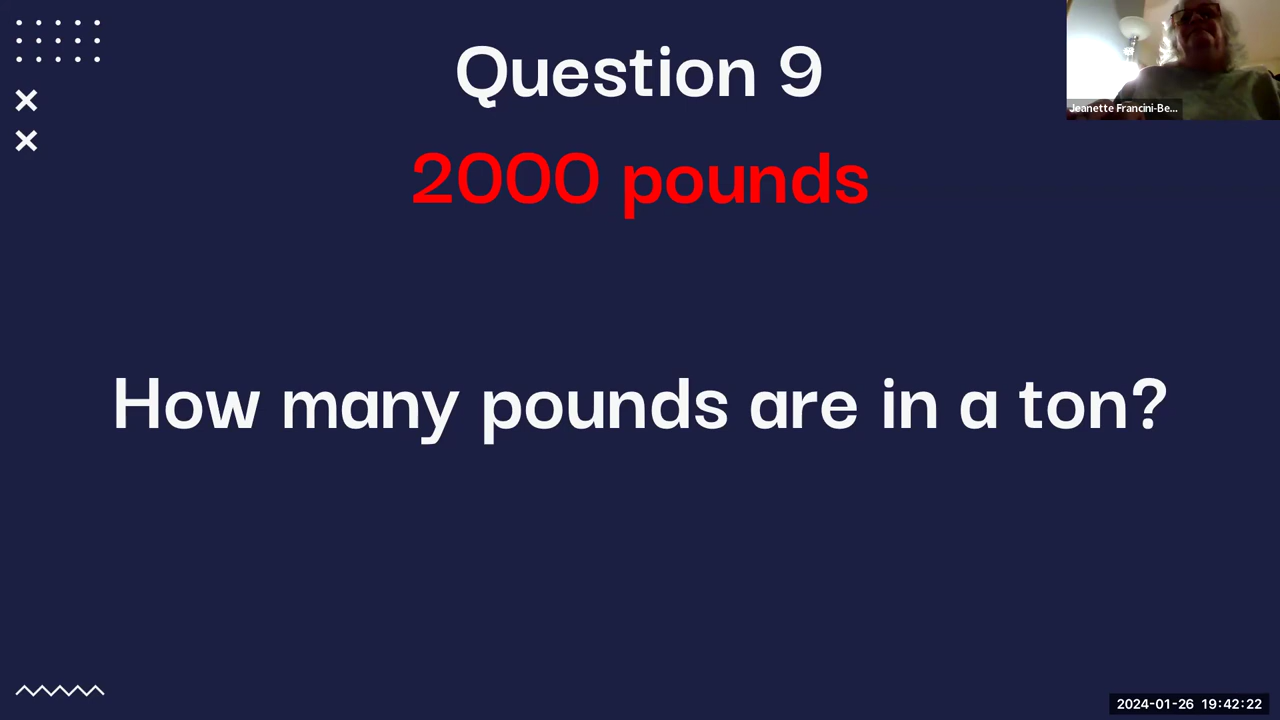 Question 9
2000 pounds
How many pounds are in a ton?
Jeanette Francini-Be...
2024-01-26 19:42:22